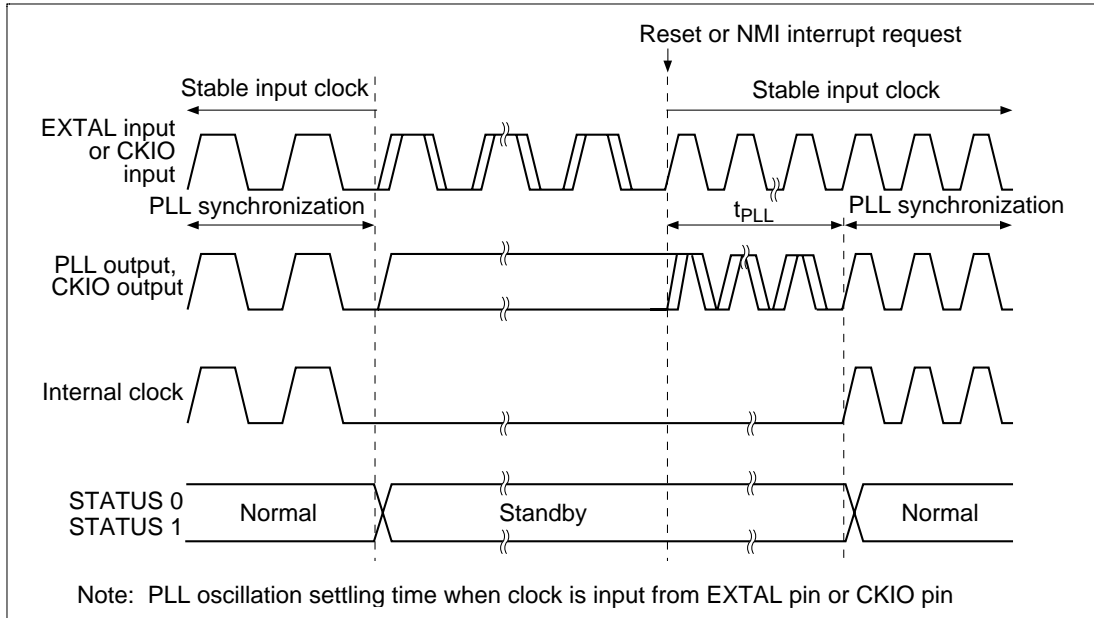 Reset or NMI interrupt request
Stable input clock
Stable input clock
EXTAL input
or CKIO
input
PLL synchronization
tPLL
PLL synchronization
PLL output,
CKIO output
Internal clock
STATUS 0
STATUS 1
Normal
Standby
Normal
Note: PLL oscillation settling time when clock is input from EXTAL pin or CKIO pin